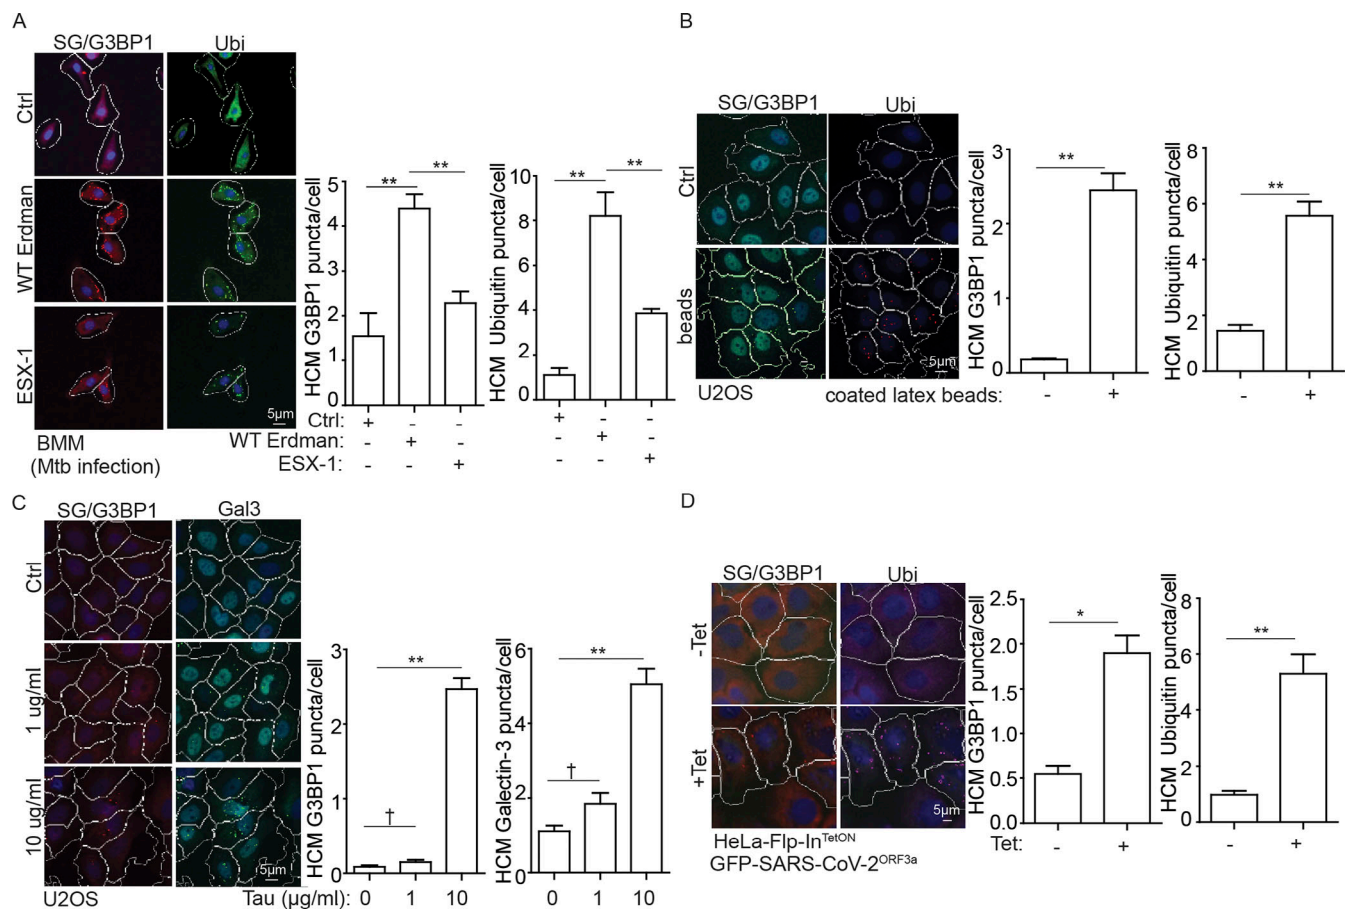 A
SG/G3BP1 Ubi
Ctrl
WT Erdman
ESX-1
5µm
BMM
(Mtb infection)
HCM G3BP1 puncta/cell
5
4
3
2
1
0
** **
HCM Ubiquitin puncta/cell
10
8
6
4
2
0
** **
Ctrl: + - - + - -
WT Erdman: - + - - + -
ESX-1: - - + - - +
B
SG/G3BP1 Ubi
Ctrl
beads
5µm
U2OS
HCM G3BP1 puncta/cell
3
2
1
0
**
HCM Ubiquitin puncta/cell
8
6
4
2
0
**
coated latex beads: - + - +
C
SG/G3BP1 Gal3
Ctrl
1 ug/ml
10 ug/ml
5µm
U2OS
HCM G3BP1 puncta/cell
3
2
1
0
**
†
HCM Galectin-3 puncta/cell
6
4
2
0
**
†
Tau (µg/ml): 0 1 10 0 1 10
D
SG/G3BP1 Ubi
-Tet
+Tet
5µm
HeLa-Flp-In^TetON
GFP-SARS-CoV-2^ORF3a
HCM G3BP1 puncta/cell
2.5
2.0
1.5
1.0
0.5
0.0
*
HCM Ubiquitin puncta/cell
8
6
4
2
0
**
Tet: - + - +